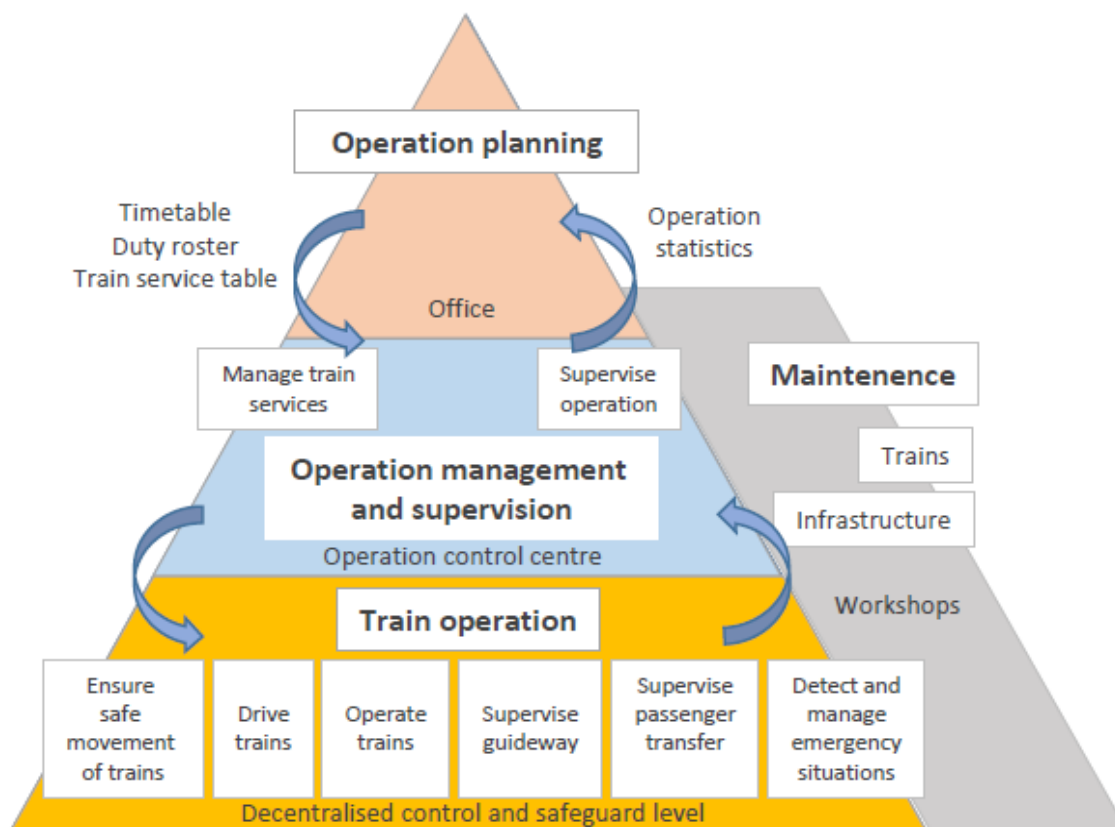 Operation planning
Timetable
Duty roster
Train service table
Operation
statistics
Office
Manage train
services
Supervise
operation
Maintenence
Trains
Infrastructure
Workshops
Operation management
and supervision
Operation control centre
Train operation
Ensure
safe
movement
of trains
Drive
trains
Operate
trains
Supervise
guideway
Supervise
passenger
transfer
Detect and
manage
emergency
situations
Decentralised control and safeguard level